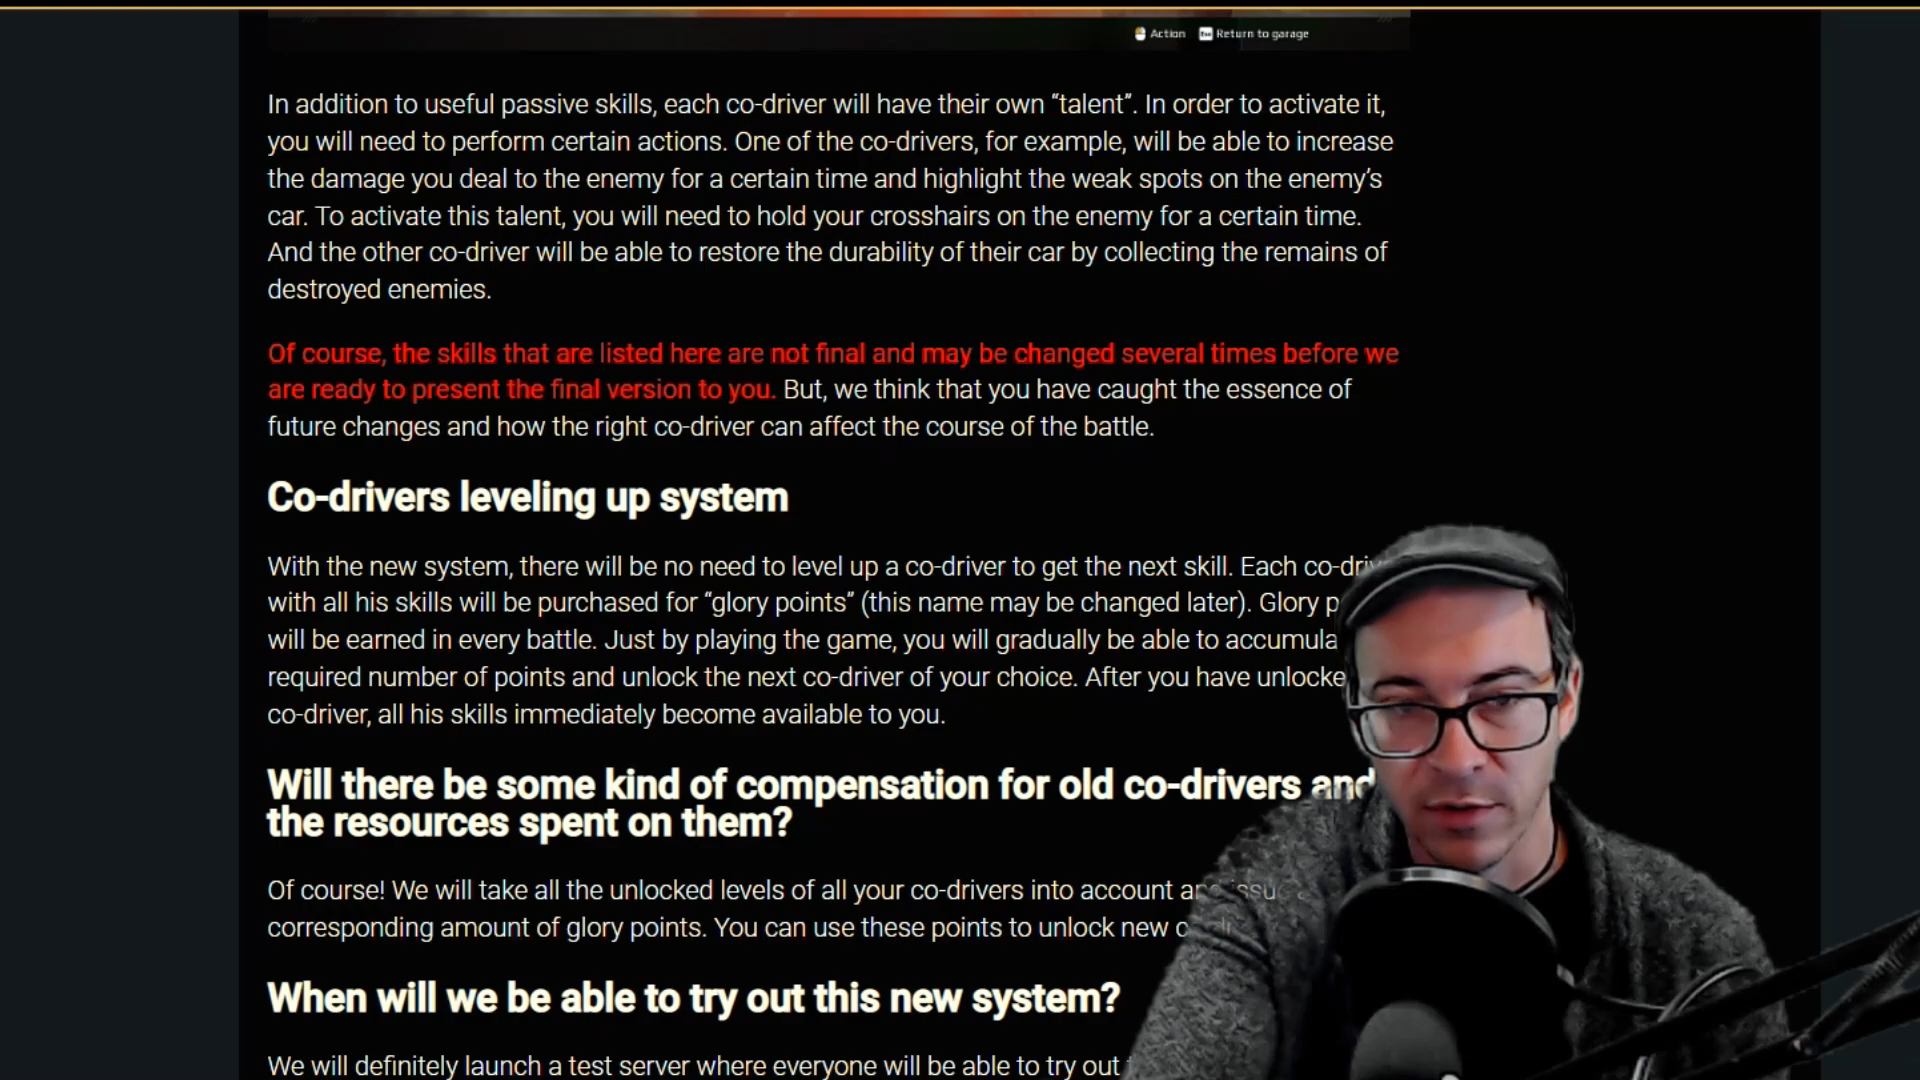 Action Return to garage
In addition to useful passive skills, each co-driver will have their own “talent”. In order to activate it,
you will need to perform certain actions. One of the co-drivers, for example, will be able to increase
the damage you deal to the enemy for a certain time and highlight the weak spots on the enemy’s
car. To activate this talent, you will need to hold your crosshairs on the enemy for a certain time.
And the other co-driver will be able to restore the durability of their car by collecting the remains of
destroyed enemies.
Of course, the skills that are listed here are not final and may be changed several times before we
are ready to present the final version to you. But, we think that you have caught the essence of
future changes and how the right co-driver can affect the course of the battle.
Co-drivers leveling up system
With the new system, there will be no need to level up a co-driver to get the next skill. Each
with all his skills will be purchased for “glory points” (this name may be changed later). Glory
will be earned in every battle. Just by playing the game, you will gradually be able to
required number of points and unlock the next co-driver of your choice. After you have
co-driver, all his skills immediately become available to you.
Will there be some kind of compensation for old co-drivers and
the resources spent on them?
Of course! We will take all the unlocked levels of all your co-drivers into account
corresponding amount of glory points. You can use these points to unlock new
When will we be able to try out this new system?
We will definitely launch a test server where everyone will be able to try out